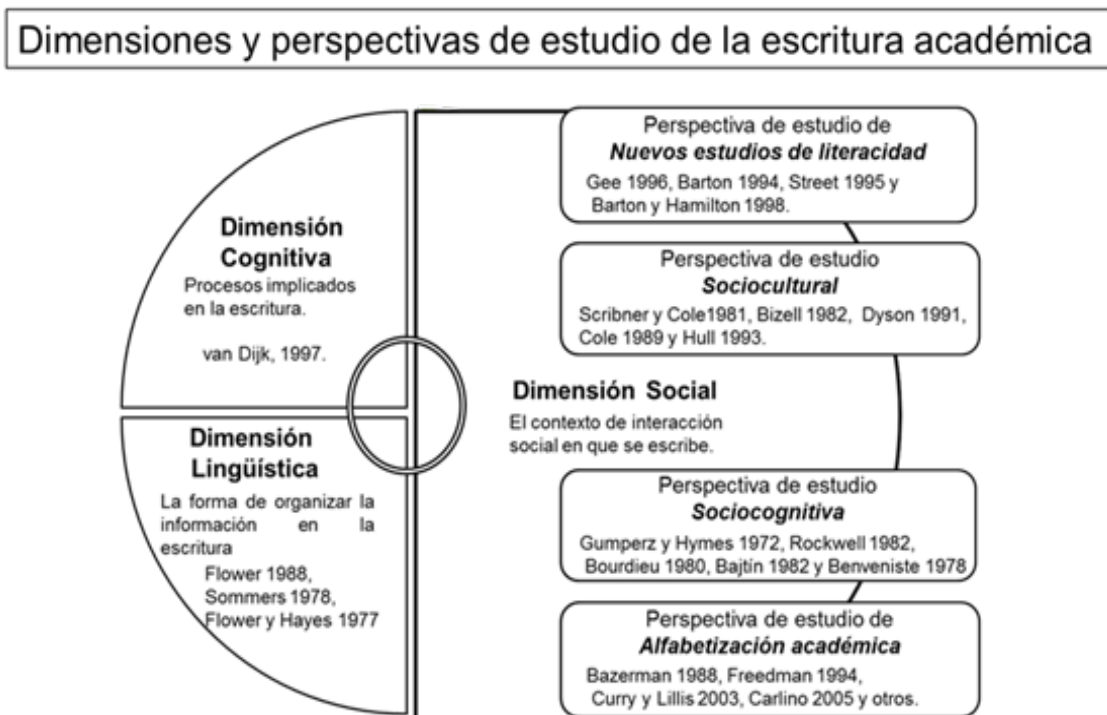 Dimensiones y perspectivas de estudio de la escritura académica
Dimensión
Cognitiva
Procesos implicados
en la escritura.
van Dijk, 1997.
Dimensión
Lingüística
La forma de organizar la
información en la
escritura
Flower 1988,
Sommers 1978,
Flower y Hayes 1977
Perspectiva de estudio de
Nuevos estudios de literacidad
Gee 1996, Barton 1994, Street 1995 y
Barton y Hamilton 1998.
Perspectiva de estudio
Sociocultural
Scribner y Cole1981, Bizell 1982, Dyson 1991,
Cole 1989 y Hull 1993.
Dimensión Social
El contexto de interacción
social en que se escribe.
Perspectiva de estudio
Sociocognitiva
Gumperz y Hymes 1972, Rockwell 1982,
Bourdieu 1980, Bajtín 1982 y Benveniste 1978
Perspectiva de estudio de
Alfabetización académica
Bazerman 1988, Freedman 1994,
Curry y Lillis 2003, Carlino 2005 y otros.